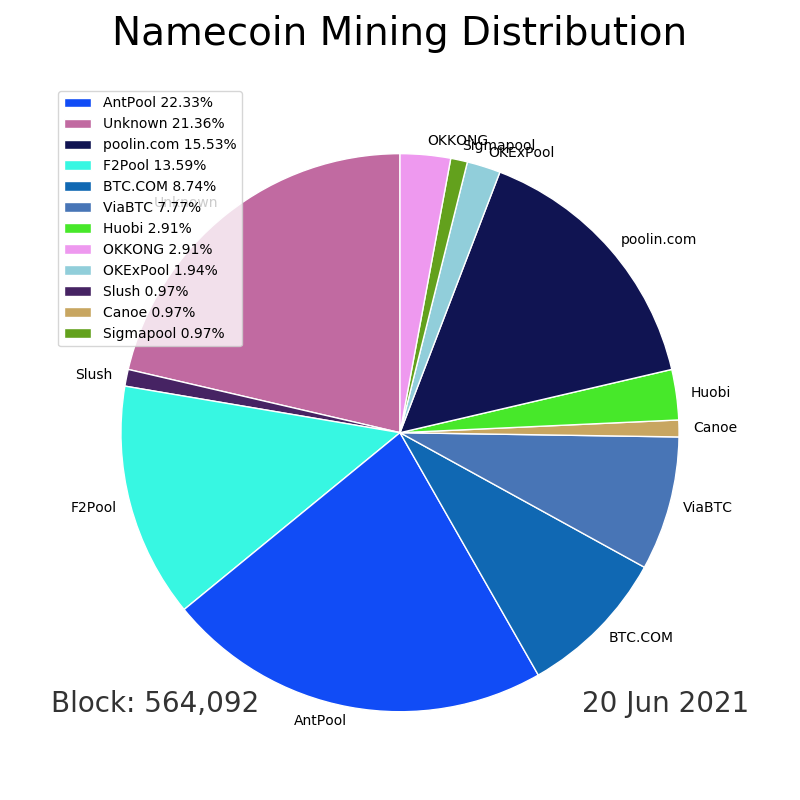 Namecoin Mining Distribution
AntPool 22.33%
Unknown 21.36%
poolin.com 15.53%
F2Pool 13.59%
BTC.COM 8.74%
ViaBTC 7.77%
Huobi 2.91%
OKKONG 2.91%
OKExPool 1.94%
Slush 0.97%
Canoe 0.97%
Sigmapool 0.97%
OKKONG
Sigmapool
OKExPool
Unknown
poolin.com
Slush
Huobi
Canoe
F2Pool
ViaBTC
BTC.COM
AntPool
Block: 564,092
20 Jun 2021